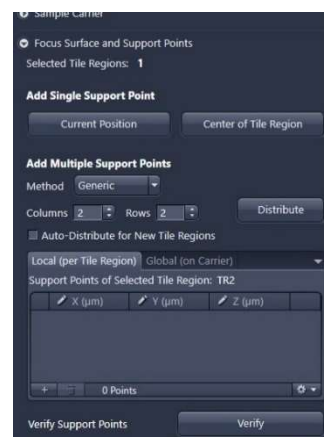 Sample Carrier
Focus Surface and Support Points
Selected Tile Regions: 1
Add Single Support Point
Current Position Center of Tile Region
Add Multiple Support Points
Method Generic
Columns 2 Rows 2 Distribute
Auto-Distribute for New Tile Regions
Local (per Tile Region) Global (on Carrier)
Support Points of Selected Tile Region: TR2
X (µm) Y (µm) Z (µm)
+ 0 Points
Verify Support Points Verify